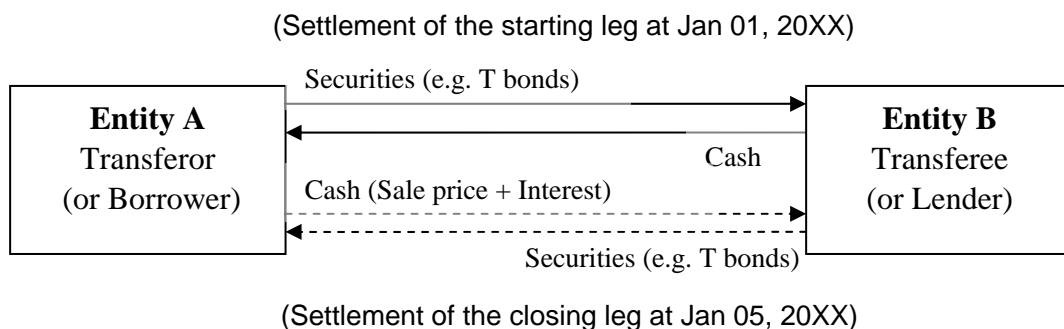 (Settlement of the starting leg at Jan 01, 20XX)
Securities (e.g. T bonds)
Entity A
Transferor
(or Borrower)
Entity B
Transferee
(or Lender)
Cash
Cash (Sale price + Interest)
Securities (e.g. T bonds)
(Settlement of the closing leg at Jan 05, 20XX)